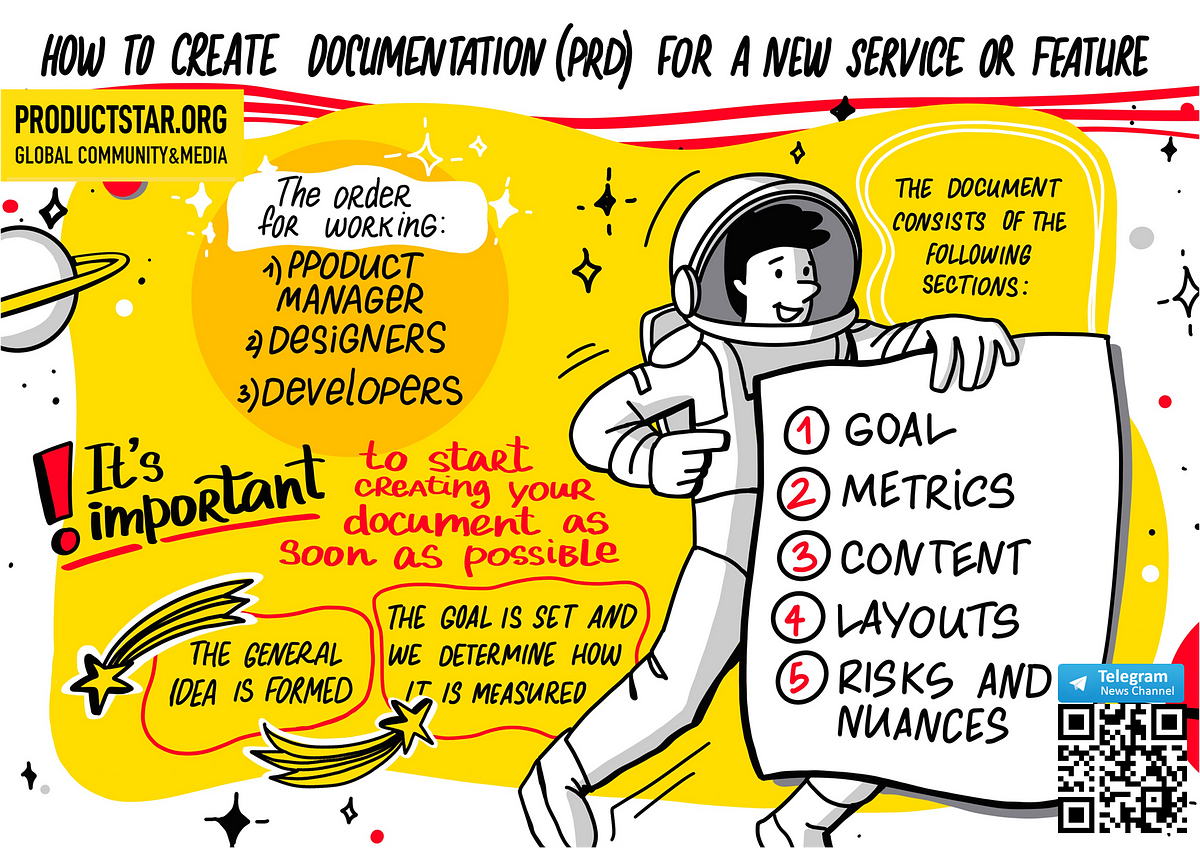 HOW TO CREATE DOCUMENTATION (PRD) FOR A NEW SERVICE OR FEATURE
PRODUCTSTAR.ORG
GLOBAL COMMUNITY&MEDIA
The order
for working:
1) PPODUCT
MANAGER
2) DESIGNERS
3) DEVELOPERS
It's
important
to start
creating your
document as
soon as possible
THE GENERAL
IDEA IS FORMED
THE GOAL IS SET AND
WE DETERMINE HOW
IT IS MEASURED
THE DOCUMENT
CONSISTS OF THE
FOLLOWING
SECTIONS:
1 GOAL
2 METRICS
3 CONTENT
4 LAYOUTS
5 RISKS AND
NUANCES
Telegram
News Channel